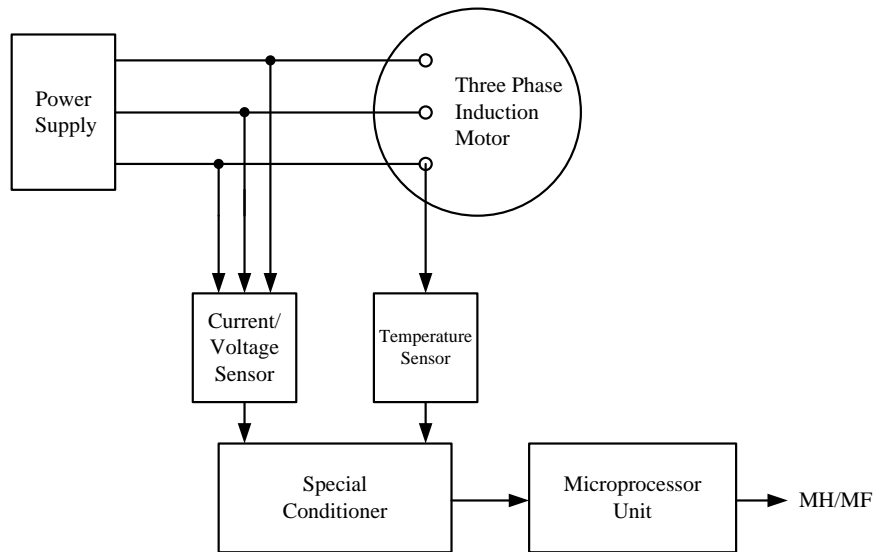 Power
Supply
Three Phase
Induction
Motor
Current/
Voltage
Sensor
Temperature
Sensor
Special
Conditioner
Microprocessor
Unit
MH/MF